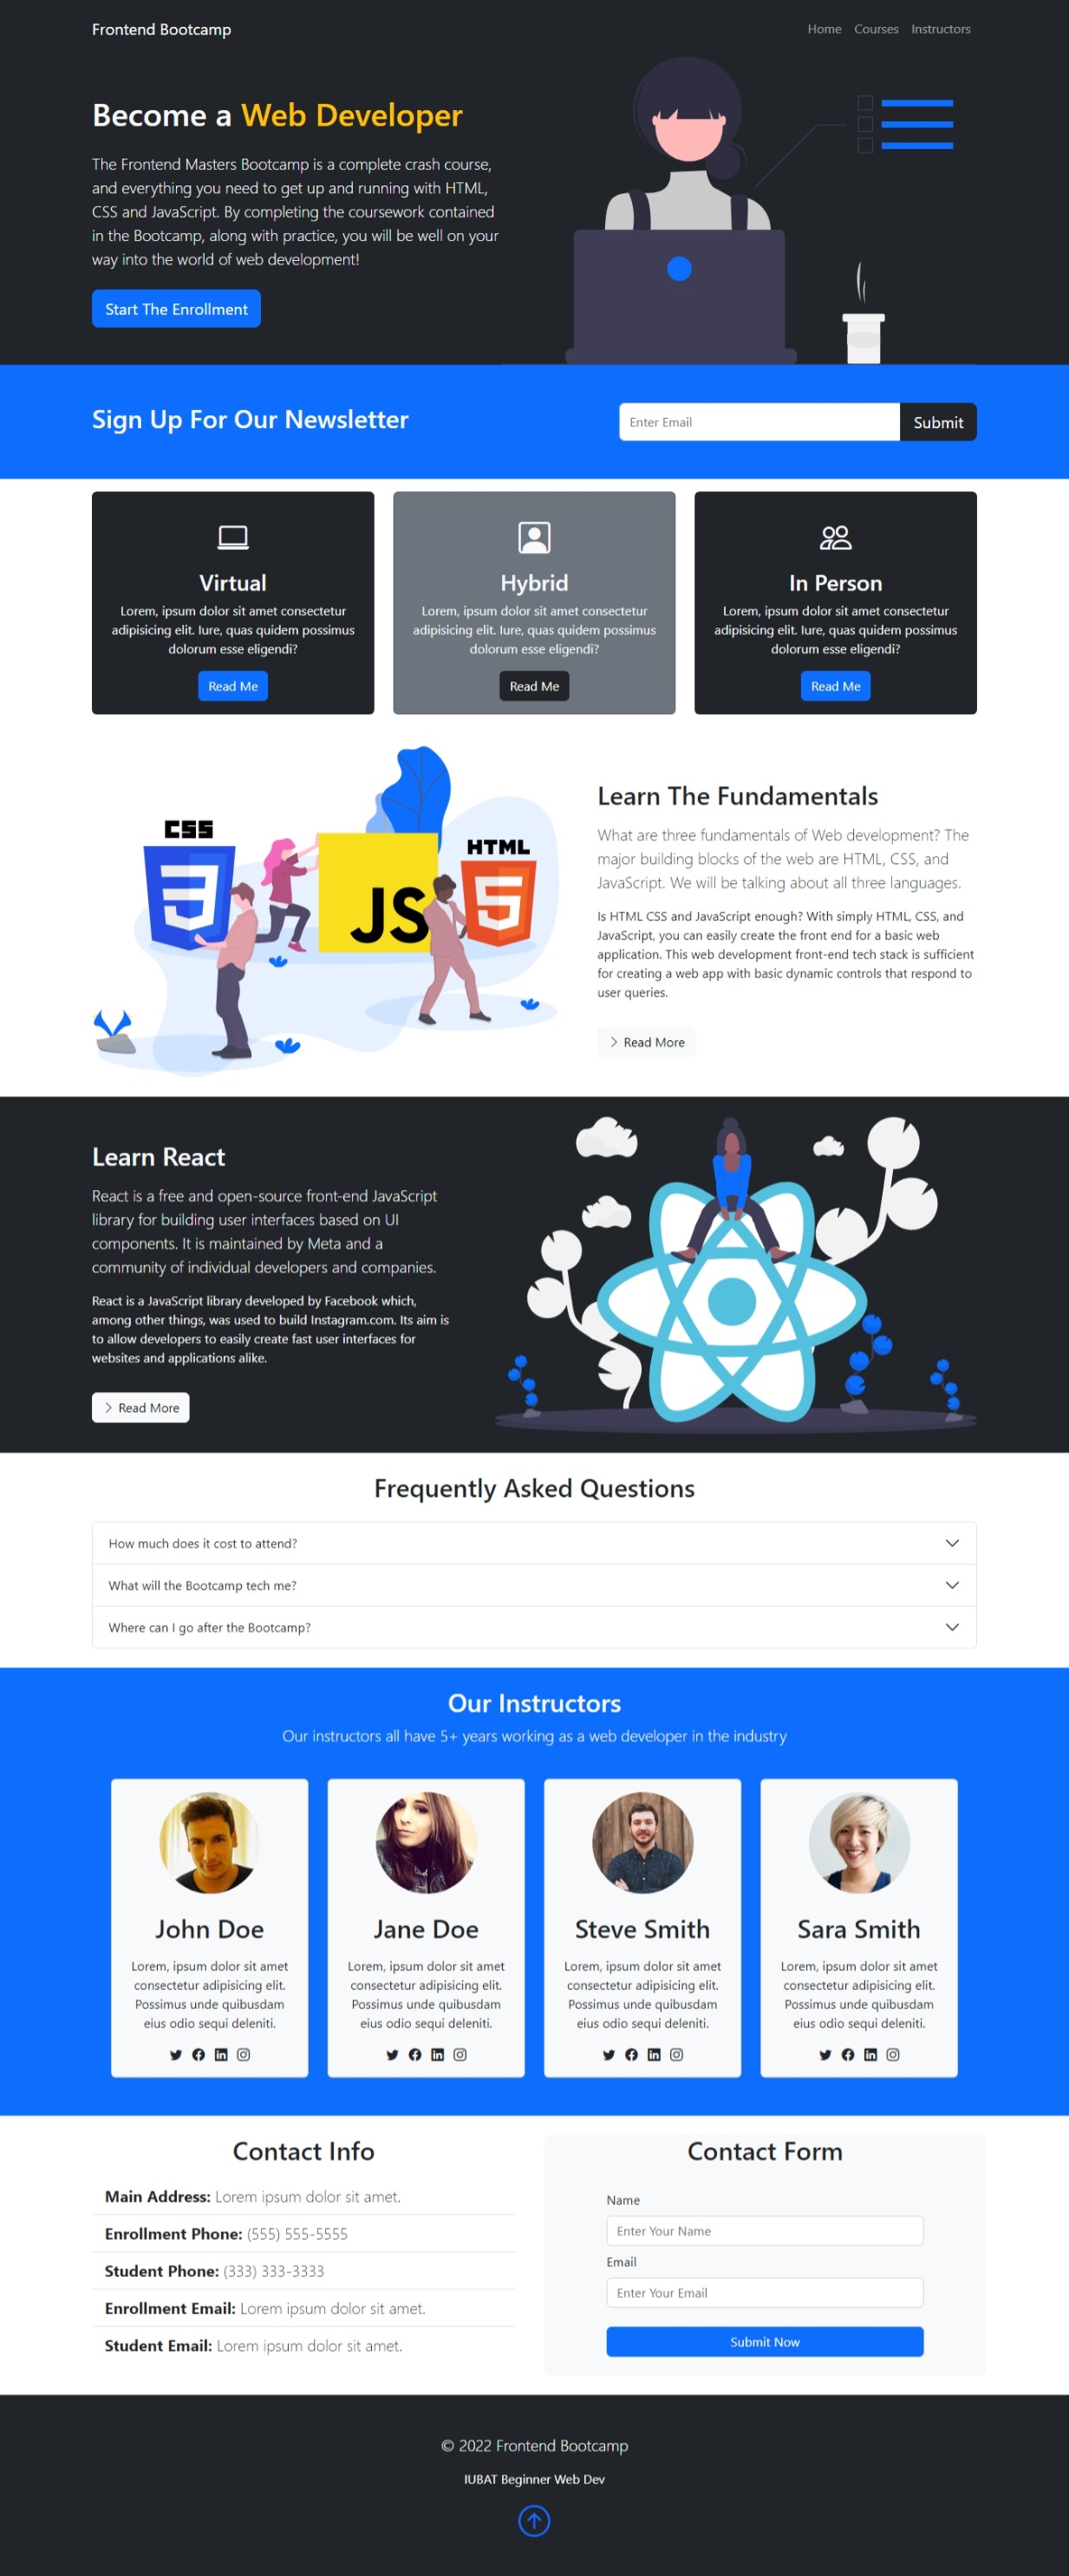 Frontend Bootcamp
Home Courses Instructors
Become a Web Developer
The Frontend Masters Bootcamp is a complete crash course,
and everything you need to get up and running with HTML,
CSS and JavaScript. By completing the coursework contained
in the Bootcamp, along with practice, you will be well on your
way into the world of web development!
Start The Enrollment
Sign Up For Our Newsletter
Enter Email
Submit
Virtual
Lorem, ipsum dolor sit amet consectetur
adipisicing elit. Iure, quas quidem possimus
dolorum esse eligendi?
Read Me
Hybrid
Lorem, ipsum dolor sit amet consectetur
adipisicing elit. Iure, quas quidem possimus
dolorum esse eligendi?
Read Me
In Person
Lorem, ipsum dolor sit amet consectetur
adipisicing elit. Iure, quas quidem possimus
dolorum esse eligendi?
Read Me
CSS
3
JS
HTML
5
Learn The Fundamentals
What are three fundamentals of Web development? The
major building blocks of the web are HTML, CSS, and
JavaScript. We will be talking about all three languages.
Is HTML CSS and JavaScript enough? With simply HTML, CSS, and
JavaScript, you can easily create the front end for a basic web
application. This web development front-end tech stack is sufficient
for creating a web app with basic dynamic controls that respond to
user queries.
Read More
Learn React
React is a free and open-source front-end JavaScript
library for building user interfaces based on UI
components. It is maintained by Meta and a
community of individual developers and companies.
React is a JavaScript library developed by Facebook which,
among other things, was used to build Instagram.com. Its aim is
to allow developers to easily create fast user interfaces for
websites and applications alike.
Read More
Frequently Asked Questions
How much does it cost to attend?
What will the Bootcamp tech me?
Where can I go after the Bootcamp?
Our Instructors
Our instructors all have 5+ years working as a web developer in the industry
John Doe
Lorem, ipsum dolor sit amet
consectetur adipisicing elit.
Possimus unde quibusdam
eius odio sequi deleniti.
Jane Doe
Lorem, ipsum dolor sit amet
consectetur adipisicing elit.
Possimus unde quibusdam
eius odio sequi deleniti.
Steve Smith
Lorem, ipsum dolor sit amet
consectetur adipisicing elit.
Possimus unde quibusdam
eius odio sequi deleniti.
Sara Smith
Lorem, ipsum dolor sit amet
consectetur adipisicing elit.
Possimus unde quibusdam
eius odio sequi deleniti.
Contact Info
Main Address: Lorem ipsum dolor sit amet.
Enrollment Phone: (555) 555-5555
Student Phone: (333) 333-3333
Enrollment Email: Lorem ipsum dolor sit amet.
Student Email: Lorem ipsum dolor sit amet.
Contact Form
Name
Enter Your Name
Email
Enter Your Email
Submit Now
© 2022 Frontend Bootcamp
IUBAT Beginner Web Dev